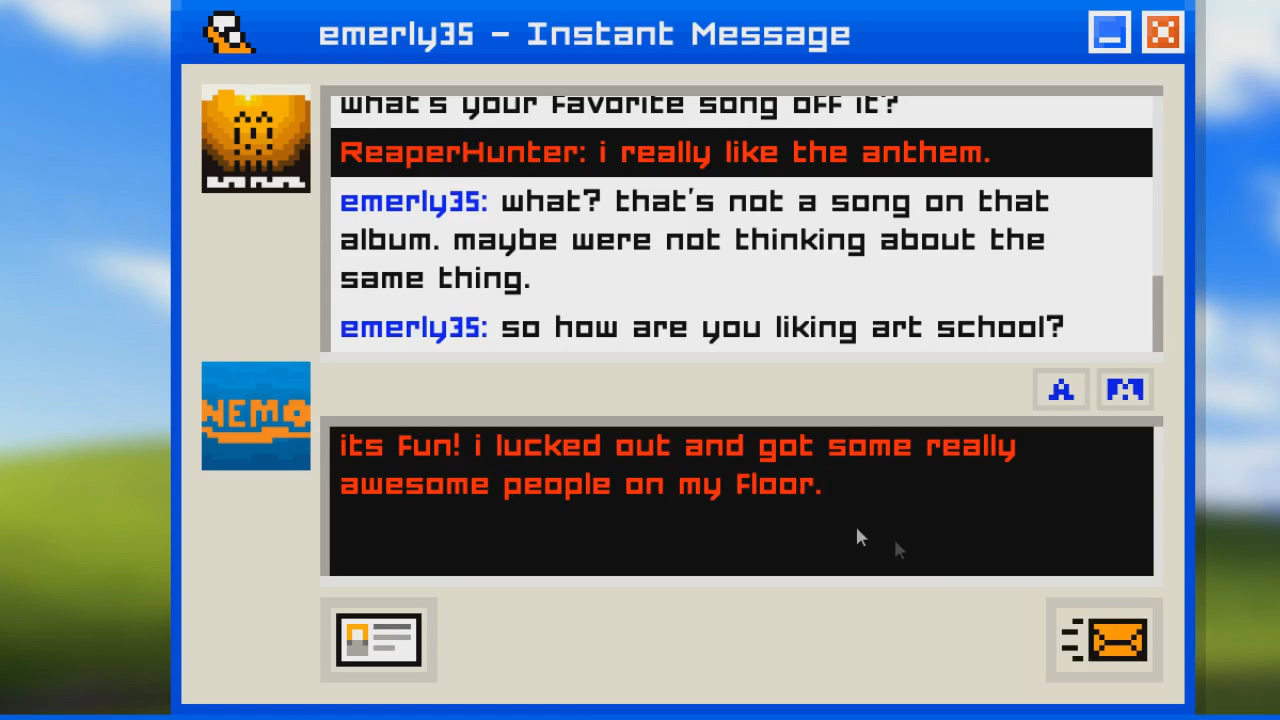 emerly35 - Instant Message
what's your favorite song off it?
ReaperHunter: i really like the anthem.
emerly35: what? that's not a song on that
album. maybe were not thinking about the
same thing.
emerly35: so how are you liking art school?
A
NEMO
its fun! i lucked out and got some really
awesome people on my floor.